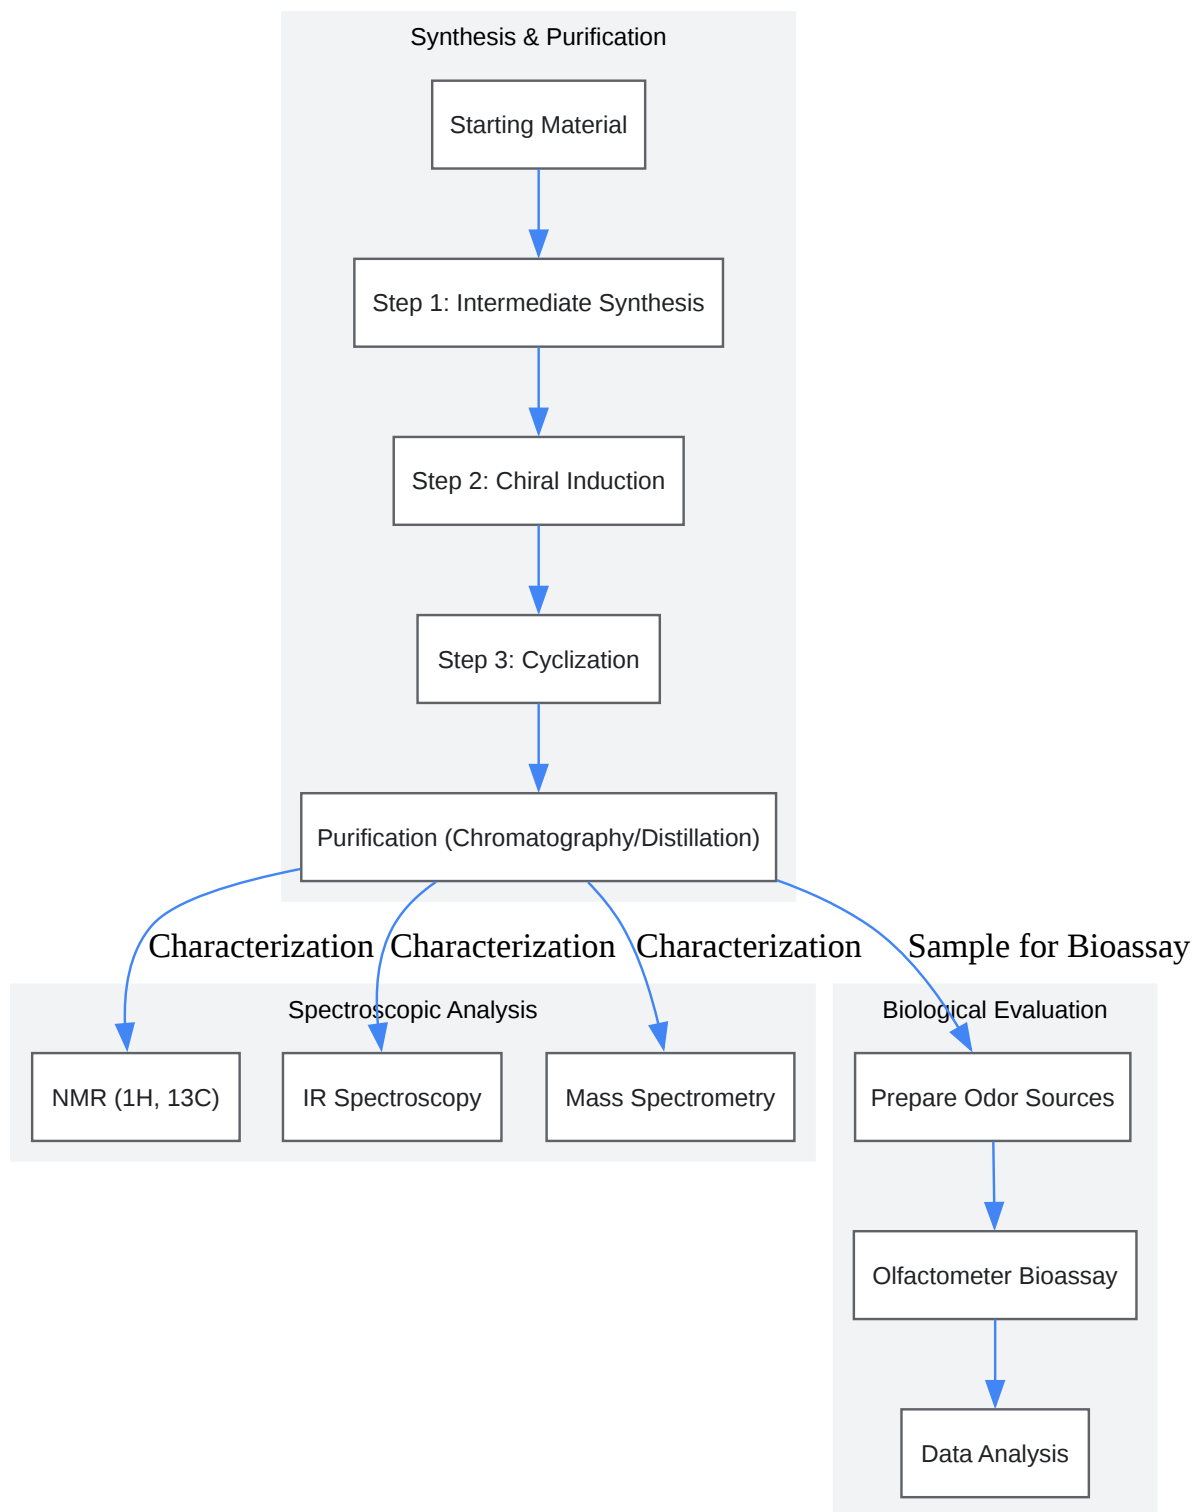 Synthesis & Purification
Starting Material
Step 1: Intermediate Synthesis
Step 2: Chiral Induction
Step 3: Cyclization
Purification (Chromatography/Distillation)
Characterization
Characterization
Characterization
Sample for Bioassay
Spectroscopic Analysis
NMR (1H, 13C)
IR Spectroscopy
Mass Spectrometry
Biological Evaluation
Prepare Odor Sources
Olfactometer Bioassay
Data Analysis